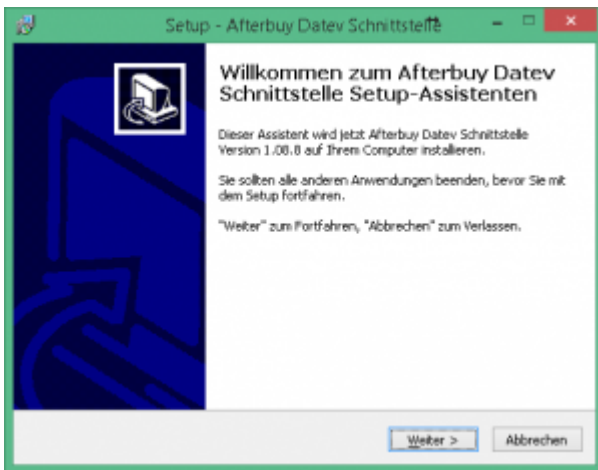 Setup - Afterbuy Datev Schnittstelle
Willkommen zum Afterbuy Datev
Schnittstelle Setup-Assistenten
Dieser Assistent wird jetzt Afterbuy Datev Schnittstelle
Version 1.08.8 auf Ihrem Computer installieren.
Sie sollten alle anderen Anwendungen beenden, bevor Sie mit
dem Setup fortfahren.
"Weiter" zum Fortfahren, "Abbrechen" zum Verlassen.
Weiter >
Abbrechen